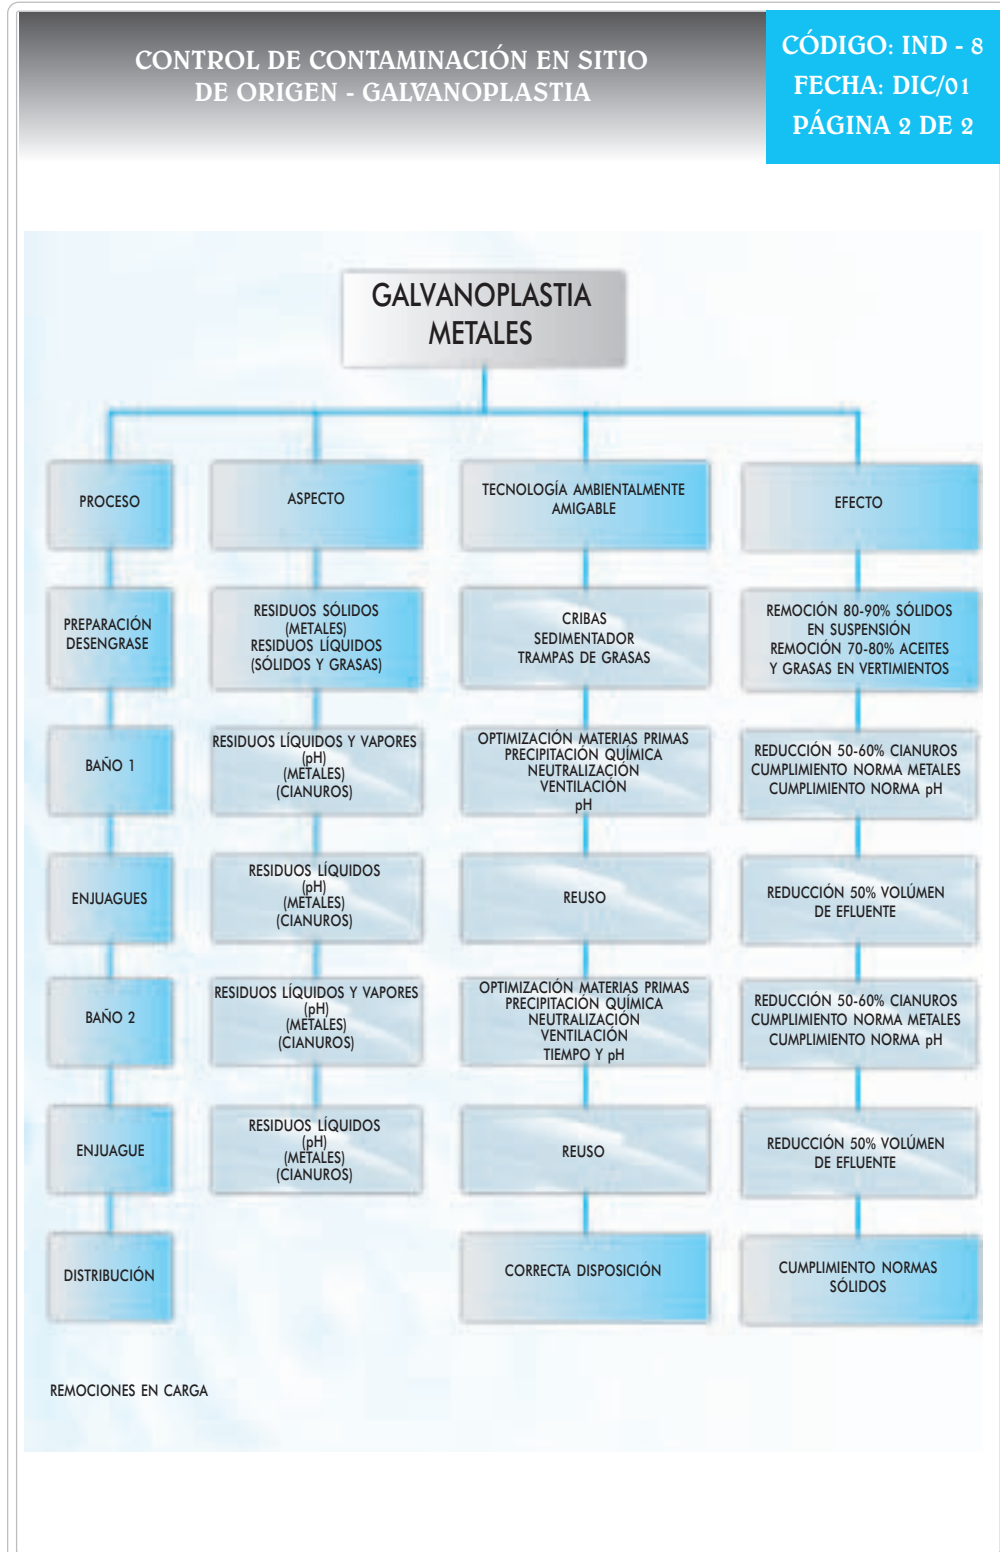 CONTROL DE CONTAMINACIÓN EN SITIO
DE ORIGEN - GALVANOPLASTIA
CÓDIGO: IND - 8
FECHA: DIC/01
PÁGINA 2 DE 2
GALVANOPLASTIA
METALES
PROCESO
ASPECTO
TECNOLOGÍA AMBIENTALMENTE
AMIGABLE
EFECTO
PREPARACIÓN
DESENGRASE
RESIDUOS SÓLIDOS
(METALES)
RESIDUOS LÍQUIDOS
(SÓLIDOS Y GRASAS)
CRIBAS
SEDIMENTADOR
TRAMPAS DE GRASAS
REMOCIÓN 80-90% SÓLIDOS
EN SUSPENSIÓN
REMOCIÓN 70-80% ACEITES
Y GRASAS EN VERTIMIENTOS
BAÑO 1
RESIDUOS LÍQUIDOS Y VAPORES
(pH)
(METALES)
(CIANUROS)
OPTIMIZACIÓN MATERIAS PRIMAS
PRECIPITACIÓN QUÍMICA
NEUTRALIZACIÓN
VENTILACIÓN
pH
REDUCCIÓN 50-60% CIANUROS
CUMPLIMIENTO NORMA METALES
CUMPLIMIENTO NORMA pH
ENJUAGUES
RESIDUOS LÍQUIDOS
(pH)
(METALES)
(CIANUROS)
REUSO
REDUCCIÓN 50% VOLÚMEN
DE EFLUENTE
BAÑO 2
RESIDUOS LÍQUIDOS Y VAPORES
(pH)
(METALES)
(CIANUROS)
OPTIMIZACIÓN MATERIAS PRIMAS
PRECIPITACIÓN QUÍMICA
NEUTRALIZACIÓN
VENTILACIÓN
TIEMPO Y pH
REDUCCIÓN 50-60% CIANUROS
CUMPLIMIENTO NORMA METALES
CUMPLIMIENTO NORMA pH
ENJUAGUE
RESIDUOS LÍQUIDOS
(pH)
(METALES)
(CIANUROS)
REUSO
REDUCCIÓN 50% VOLÚMEN
DE EFLUENTE
DISTRIBUCIÓN
CORRECTA DISPOSICIÓN
CUMPLIMIENTO NORMAS
SÓLIDOS
REMOCIONES EN CARGA